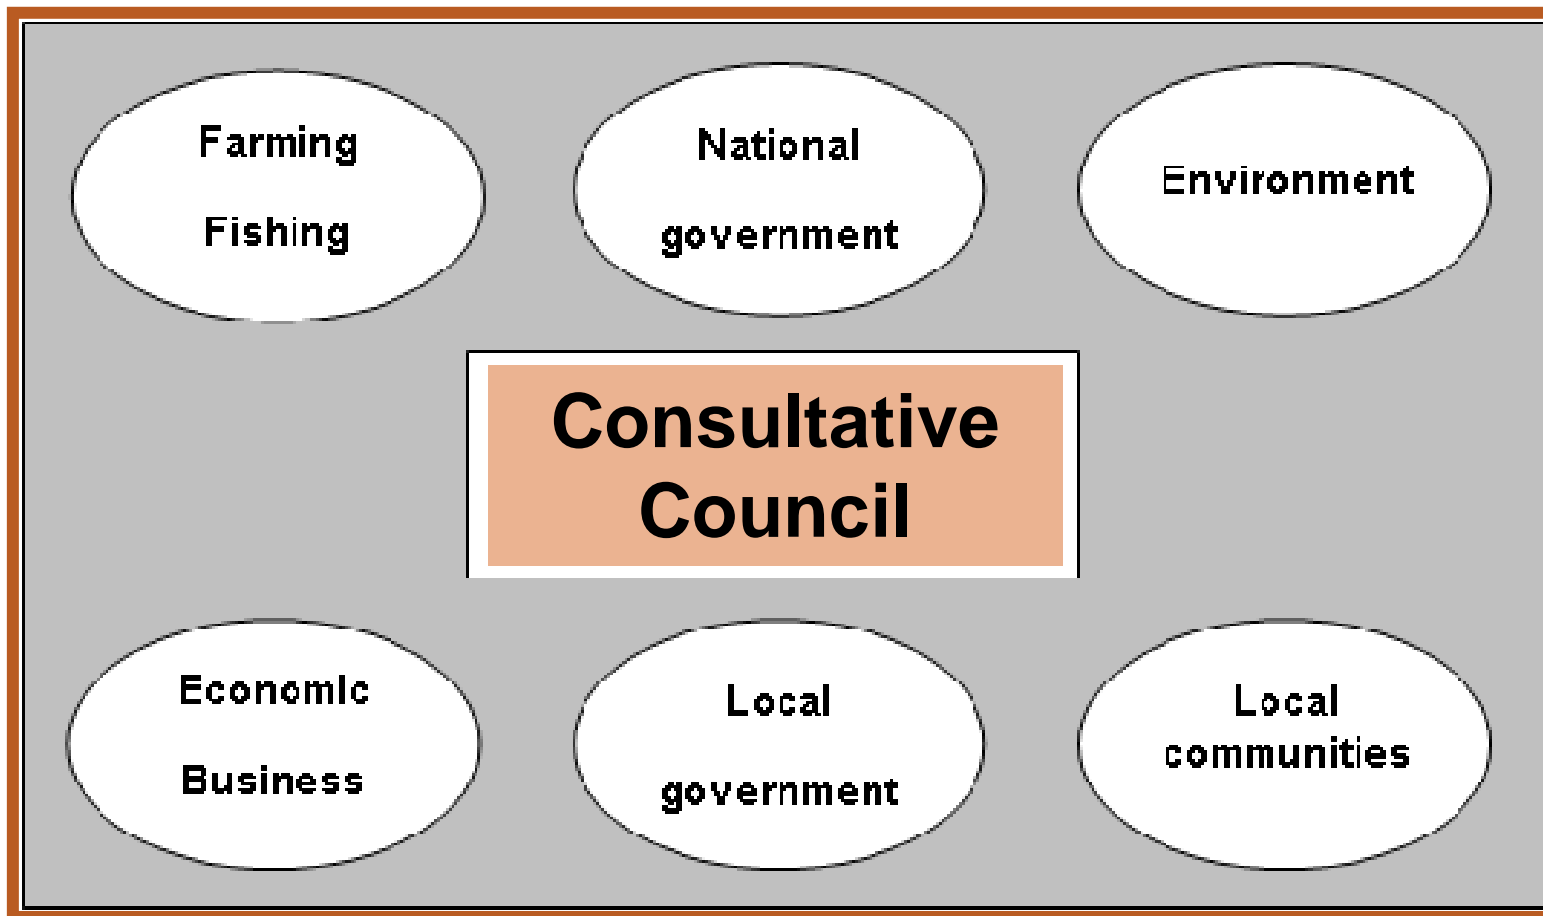 Farming
Fishing
National
government
Environment
Consultative
Council
Economic
Business
Local
government
Local
communities